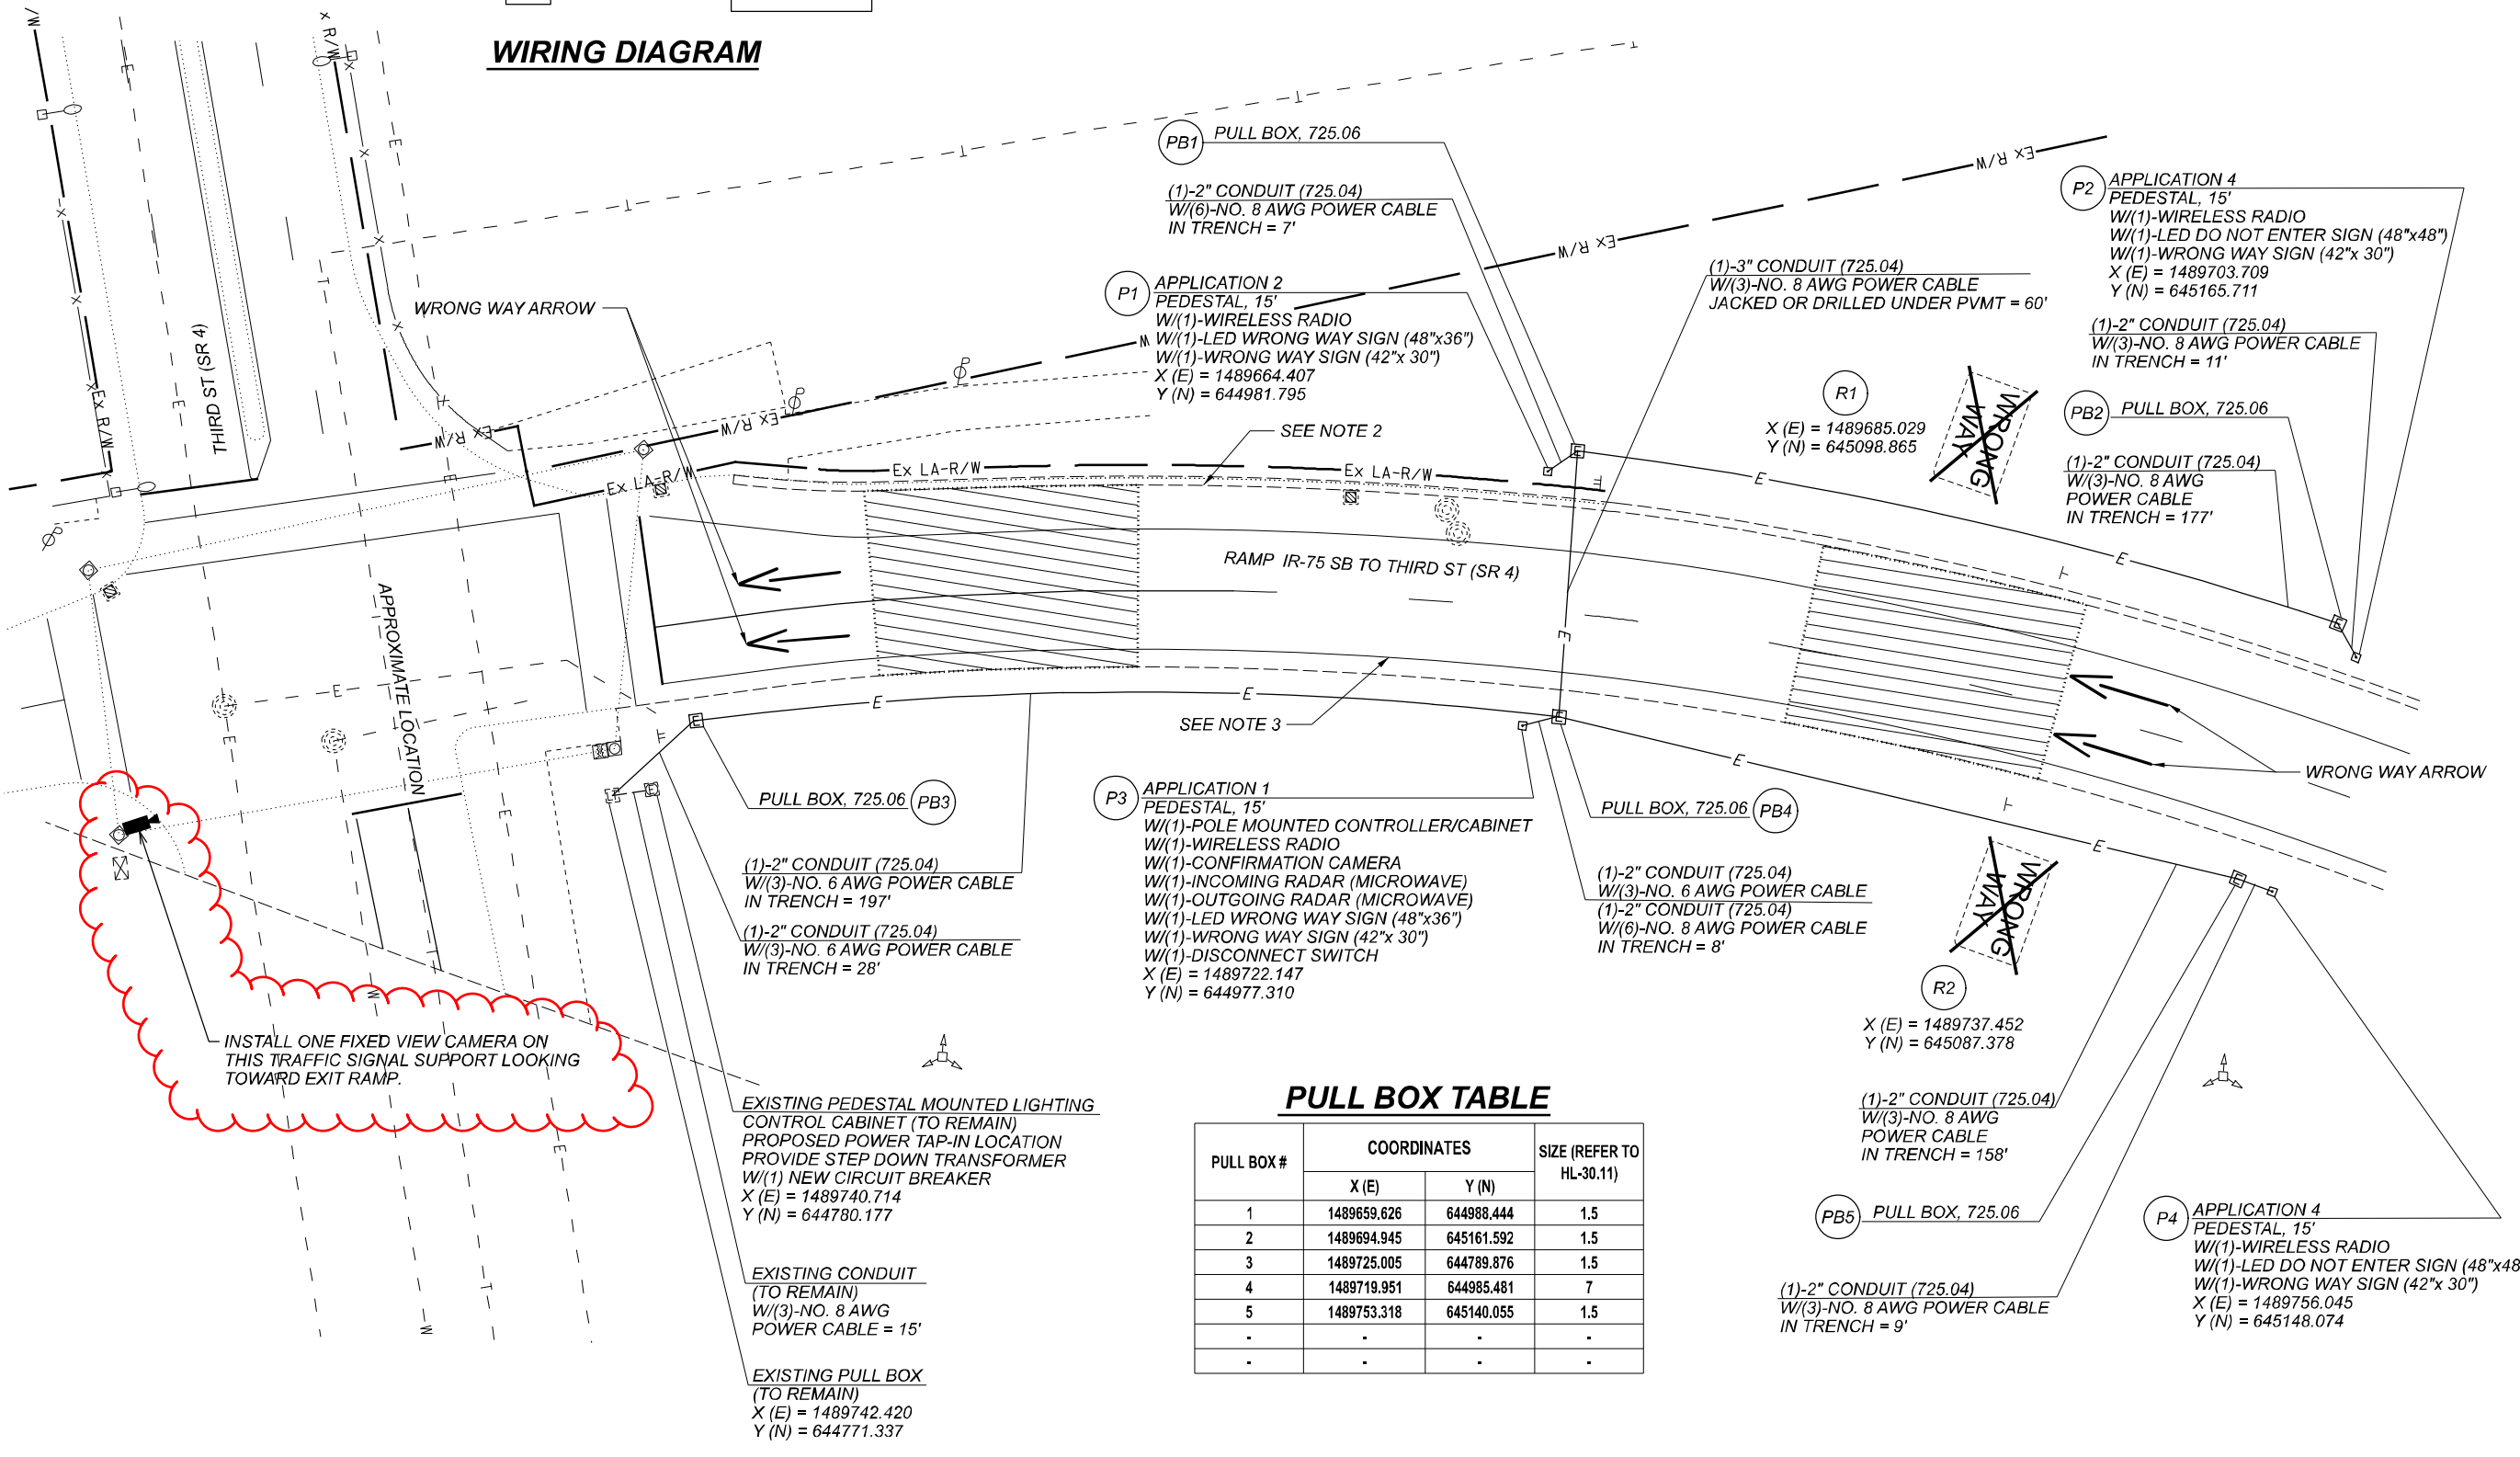 WIRING DIAGRAM
THIRD ST (SR 4)
WRONG WAY ARROW
APPROXIMATE LOCATION
PB1 PULL BOX, 725.06
(1)-2" CONDUIT (725.04)
W/(6)-NO. 8 AWG POWER CABLE
IN TRENCH = 7'
P1 APPLICATION 2
PEDESTAL, 15'
W/(1)-WIRELESS RADIO
W/(1)-LED WRONG WAY SIGN (48"x36")
W/(1)-WRONG WAY SIGN (42"x 30")
X (E) = 1489664.407
Y (N) = 644981.795
SEE NOTE 2
(1)-3" CONDUIT (725.04)
W/(3)-NO. 8 AWG POWER CABLE
JACKED OR DRILLED UNDER PVMT = 60'
R1
X (E) = 1489685.029
Y (N) = 645098.865
WRONG
WAY
P2 APPLICATION 4
PEDESTAL, 15'
W/(1)-WIRELESS RADIO
W/(1)-LED DO NOT ENTER SIGN (48"x48")
W/(1)-WRONG WAY SIGN (42"x 30")
X (E) = 1489703.709
Y (N) = 645165.711
(1)-2" CONDUIT (725.04)
W/(3)-NO. 8 AWG POWER CABLE
IN TRENCH = 11'
PB2 PULL BOX, 725.06
(1)-2" CONDUIT (725.04)
W/(3)-NO. 8 AWG
POWER CABLE
IN TRENCH = 177'
Ex R/W
Ex R/W
Ex R/W
Ex R/W
Ex R/W
x R/W
Ex LA-R/W
Ex LA-R/W
Ex LA-R/W
RAMP IR-75 SB TO THIRD ST (SR 4)
SEE NOTE 3
WRONG WAY ARROW
PULL BOX, 725.06 PB3
(1)-2" CONDUIT (725.04)
W/(3)-NO. 6 AWG POWER CABLE
IN TRENCH = 197'
(1)-2" CONDUIT (725.04)
W/(3)-NO. 6 AWG POWER CABLE
IN TRENCH = 28'
P3 APPLICATION 1
PEDESTAL, 15'
W/(1)-POLE MOUNTED CONTROLLER/CABINET
W/(1)-WIRELESS RADIO
W/(1)-CONFIRMATION CAMERA
W/(1)-INCOMING RADAR (MICROWAVE)
W/(1)-OUTGOING RADAR (MICROWAVE)
W/(1)-LED WRONG WAY SIGN (48"x36")
W/(1)-WRONG WAY SIGN (42"x 30")
W/(1)-DISCONNECT SWITCH
X (E) = 1489722.147
Y (N) = 644977.310
PULL BOX, 725.06 PB4
(1)-2" CONDUIT (725.04)
W/(3)-NO. 6 AWG POWER CABLE
(1)-2" CONDUIT (725.04)
W/(6)-NO. 8 AWG POWER CABLE
IN TRENCH = 8'
WRONG
WAY
R2
X (E) = 1489737.452
Y (N) = 645087.378
INSTALL ONE FIXED VIEW CAMERA ON
THIS TRAFFIC SIGNAL SUPPORT LOOKING
TOWARD EXIT RAMP.
EXISTING PEDESTAL MOUNTED LIGHTING
CONTROL CABINET (TO REMAIN)
PROPOSED POWER TAP-IN LOCATION
PROVIDE STEP DOWN TRANSFORMER
W/(1) NEW CIRCUIT BREAKER
X (E) = 1489740.714
Y (N) = 644780.177
EXISTING CONDUIT
(TO REMAIN)
W/(3)-NO. 8 AWG
POWER CABLE = 15'
EXISTING PULL BOX
(TO REMAIN)
X (E) = 1489742.420
Y (N) = 644771.337
PULL BOX TABLE
PULL BOX # COORDINATES SIZE (REFER TO HL-30.11)
X (E) Y (N)
1 1489659.626 644988.444 1.5
2 1489694.945 645161.592 1.5
3 1489725.005 644789.876 1.5
4 1489719.951 644985.481 7
5 1489753.318 645140.055 1.5
- - - -
- - - -
(1)-2" CONDUIT (725.04)
W/(3)-NO. 8 AWG
POWER CABLE
IN TRENCH = 158'
PB5 PULL BOX, 725.06
(1)-2" CONDUIT (725.04)
W/(3)-NO. 8 AWG POWER CABLE
IN TRENCH = 9'
P4 APPLICATION 4
PEDESTAL, 15'
W/(1)-WIRELESS RADIO
W/(1)-LED DO NOT ENTER SIGN (48"x48
W/(1)-WRONG WAY SIGN (42"x 30")
X (E) = 1489756.045
Y (N) = 645148.074